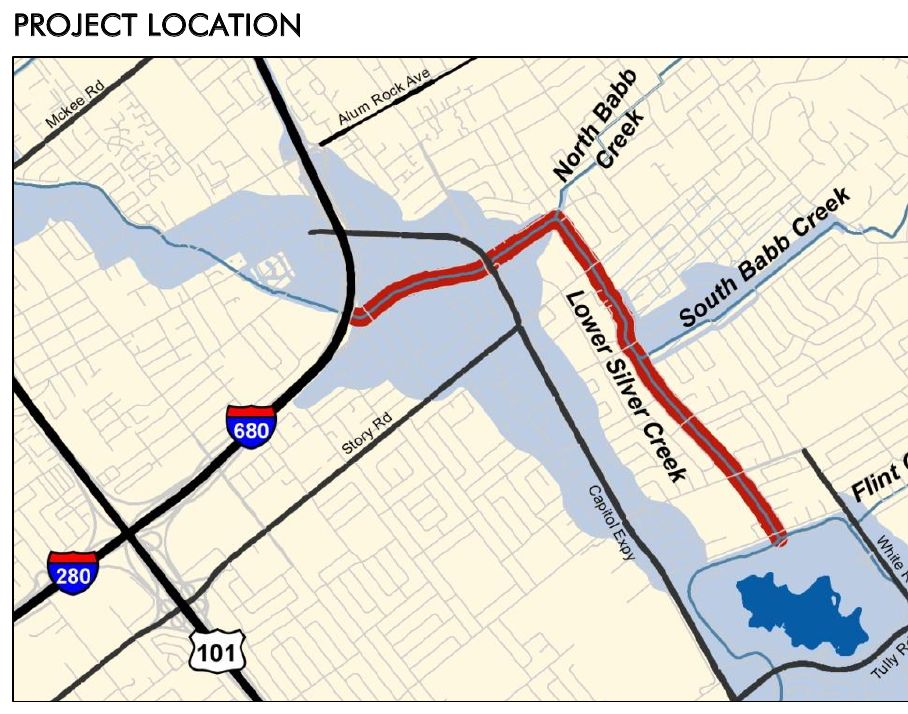 PROJECT LOCATION
Mckee Rd
Alum Rock Ave
North Babb
Creek
South Babb Creek
Lower Silver Creek
680
Story Rd
Capitol Expy
Flint
White
280
101
Tully